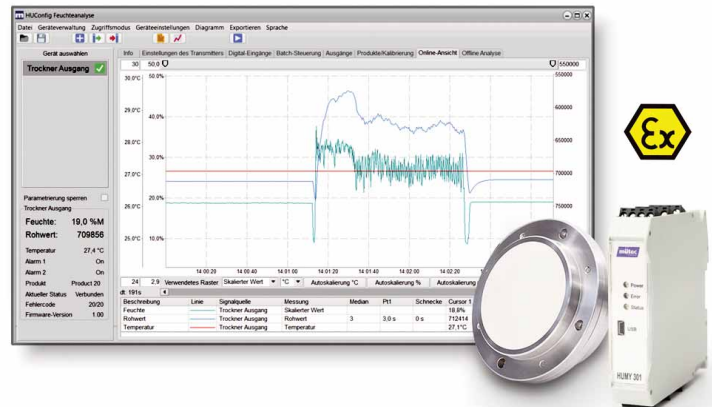 HUConfig Feuchteanalyse
Datei Geräteverwaltung Zugriffsmodus Geräteeinstellungen Diagramm Exportieren Sprache
Gerät auswählen
Info Einstellungen des Transmitters Digital-Eingänge Batch-Steuerung Ausgänge Produkte/Kalibrierung Online-Ansicht Offline Analyse
Trockner Ausgang
30 50,0 550000
30.0°C 50,0% 550000
600000
29.0°C 40,0%
650000
28.0°C 30,0%
27.0°C 700000
20,0%
26.0°C 750000
25.0°C 10,0%
14:00:20 14:00:40 14:01:00 14:01:20 14:01:40 14:02:00 14:02:20
24 2,9 Verwendetes Raster Skalierter Wert °C Autoskalierung °C Autoskalierung % Autoskalierung
dt: 191s
Parametrierung sperren
Trockner Ausgang
Feuchte: 19,0 %M
Rohwert: 709856
Temperatur 27,4 °C
Alarm 1 On
Alarm 2 On
Produkt Product 20
Aktueller Status Verbunden
Fehlercode 20/20
Firmware-Version 1.00
Beschreibung Linie Signalquelle Messung Median Pt1 Schnecke Cursor 1
Feuchte Trockner Ausgang Skalierter Wert 18,8%
Rohwert Trockner Ausgang Rohwert 3 3,0 s 0 s 712414
Temperatur Trockner Ausgang Temperatur 27,1°C
Ex
mütec
Power
Error
Status
USB
HUMY 301